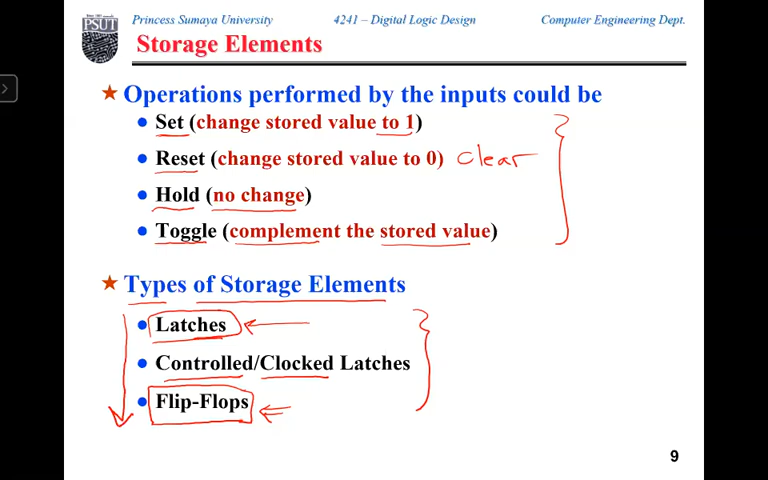 Princess Sumaya University 4241 – Digital Logic Design Computer Engineering Dept.
PSUT
Storage Elements
Operations performed by the inputs could be
Set (change stored value to 1)
Reset (change stored value to 0) clear
Hold (no change)
Toggle (complement the stored value)
Types of Storage Elements
Latches
Controlled/Clocked Latches
Flip-Flops
9